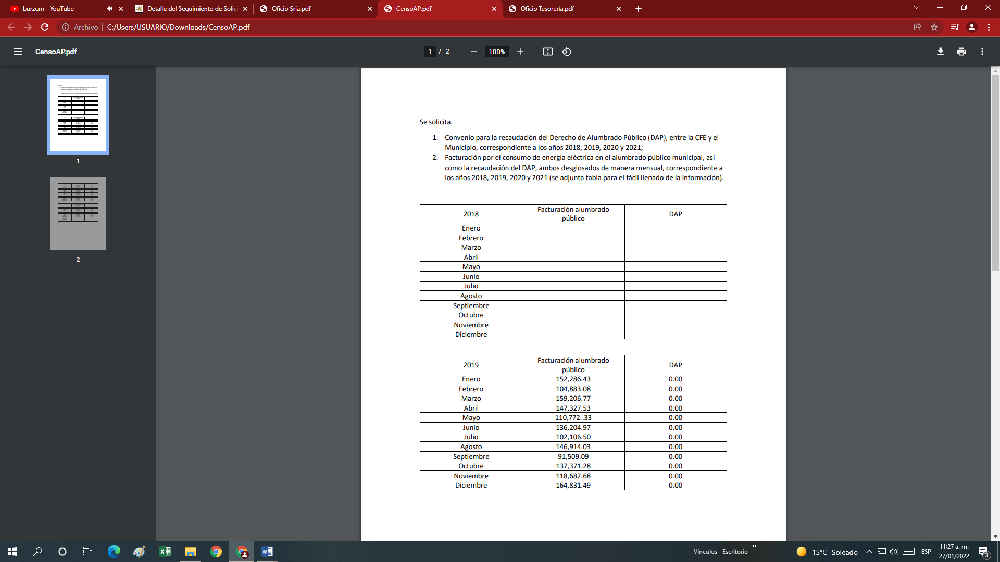 burzum - YouTube
Detalle del Seguimiento de Solici
Oficio Sria.pdf
CensoAP.pdf
Oficio Tesorería.pdf
Archivo
C:/Users/USUARIO/Downloads/CensoAP.pdf
CensoAP.pdf
1 / 2
100%
1
2
Se solicita.
1. Convenio para la recaudación del Derecho de Alumbrado Público (DAP), entre la CFE y el
Municipio, correspondiente a los años 2018, 2019, 2020 y 2021;
2. Facturación por el consumo de energía eléctrica en el alumbrado público municipal, así
como la recaudación del DAP, ambos desglosados de manera mensual, correspondiente a
los años 2018, 2019, 2020 y 2021 (se adjunta tabla para el fácil llenado de la información).
2018 Facturación alumbrado público DAP
Enero
Febrero
Marzo
Abril
Mayo
Junio
Julio
Agosto
Septiembre
Octubre
Noviembre
Diciembre
2019 Facturación alumbrado público DAP
Enero 152,286.43 0.00
Febrero 104,883.08 0.00
Marzo 159,206.77 0.00
Abril 147,327.53 0.00
Mayo 110,772..33 0.00
Junio 136,204.97 0.00
Julio 102,106.50 0.00
Agosto 146,914.03 0.00
Septiembre 91,509.09 0.00
Octubre 137,371.28 0.00
Noviembre 118,682.68 0.00
Diciembre 164,831.49 0.00
Vínculos Escritorio » 15°C Soleado ESP 11:27 a. m.
27/01/2022
3